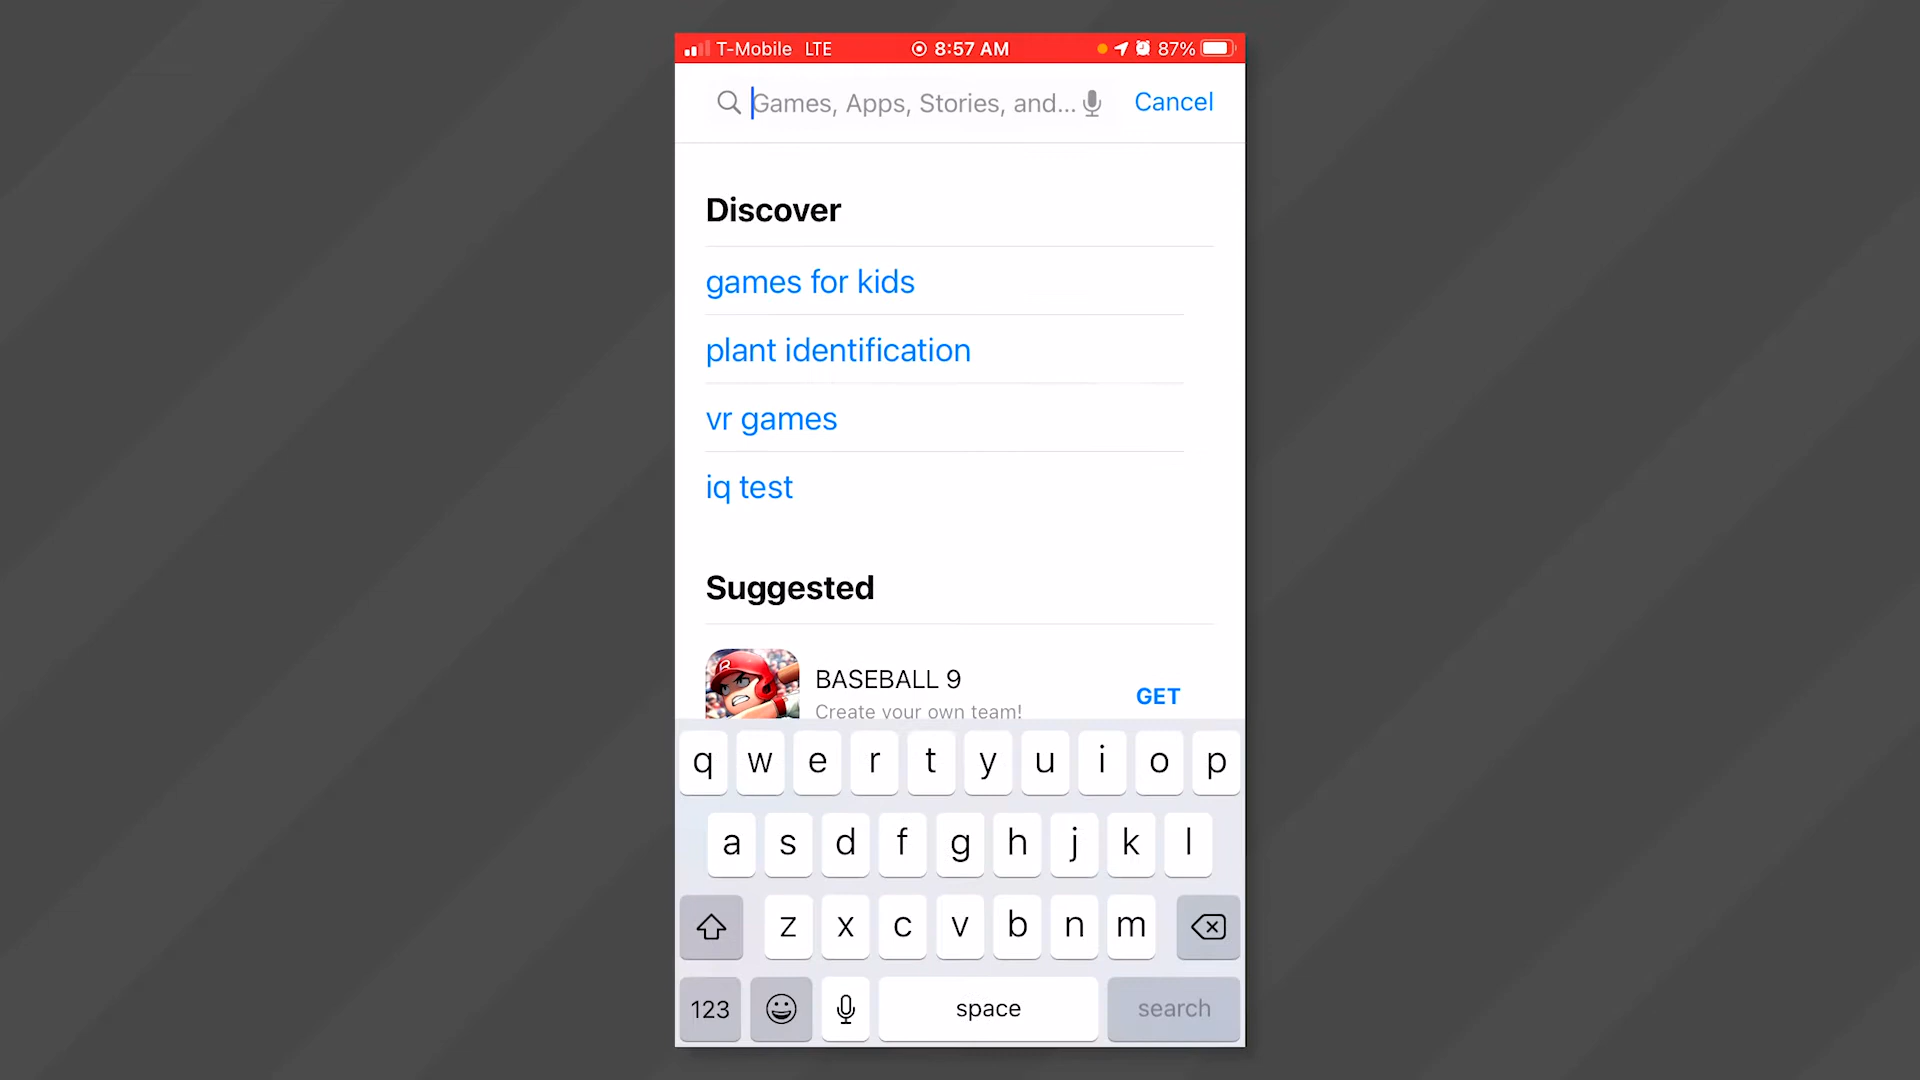 T-Mobile LTE 8:57 AM 87%
Games, Apps, Stories, and... Cancel
Discover
games for kids
plant identification
vr games
iq test
Suggested
BASEBALL 9
Create your own team!
GET
q w e r t y u i o p
a s d f g h j k l
z x c v b n m
123 space search